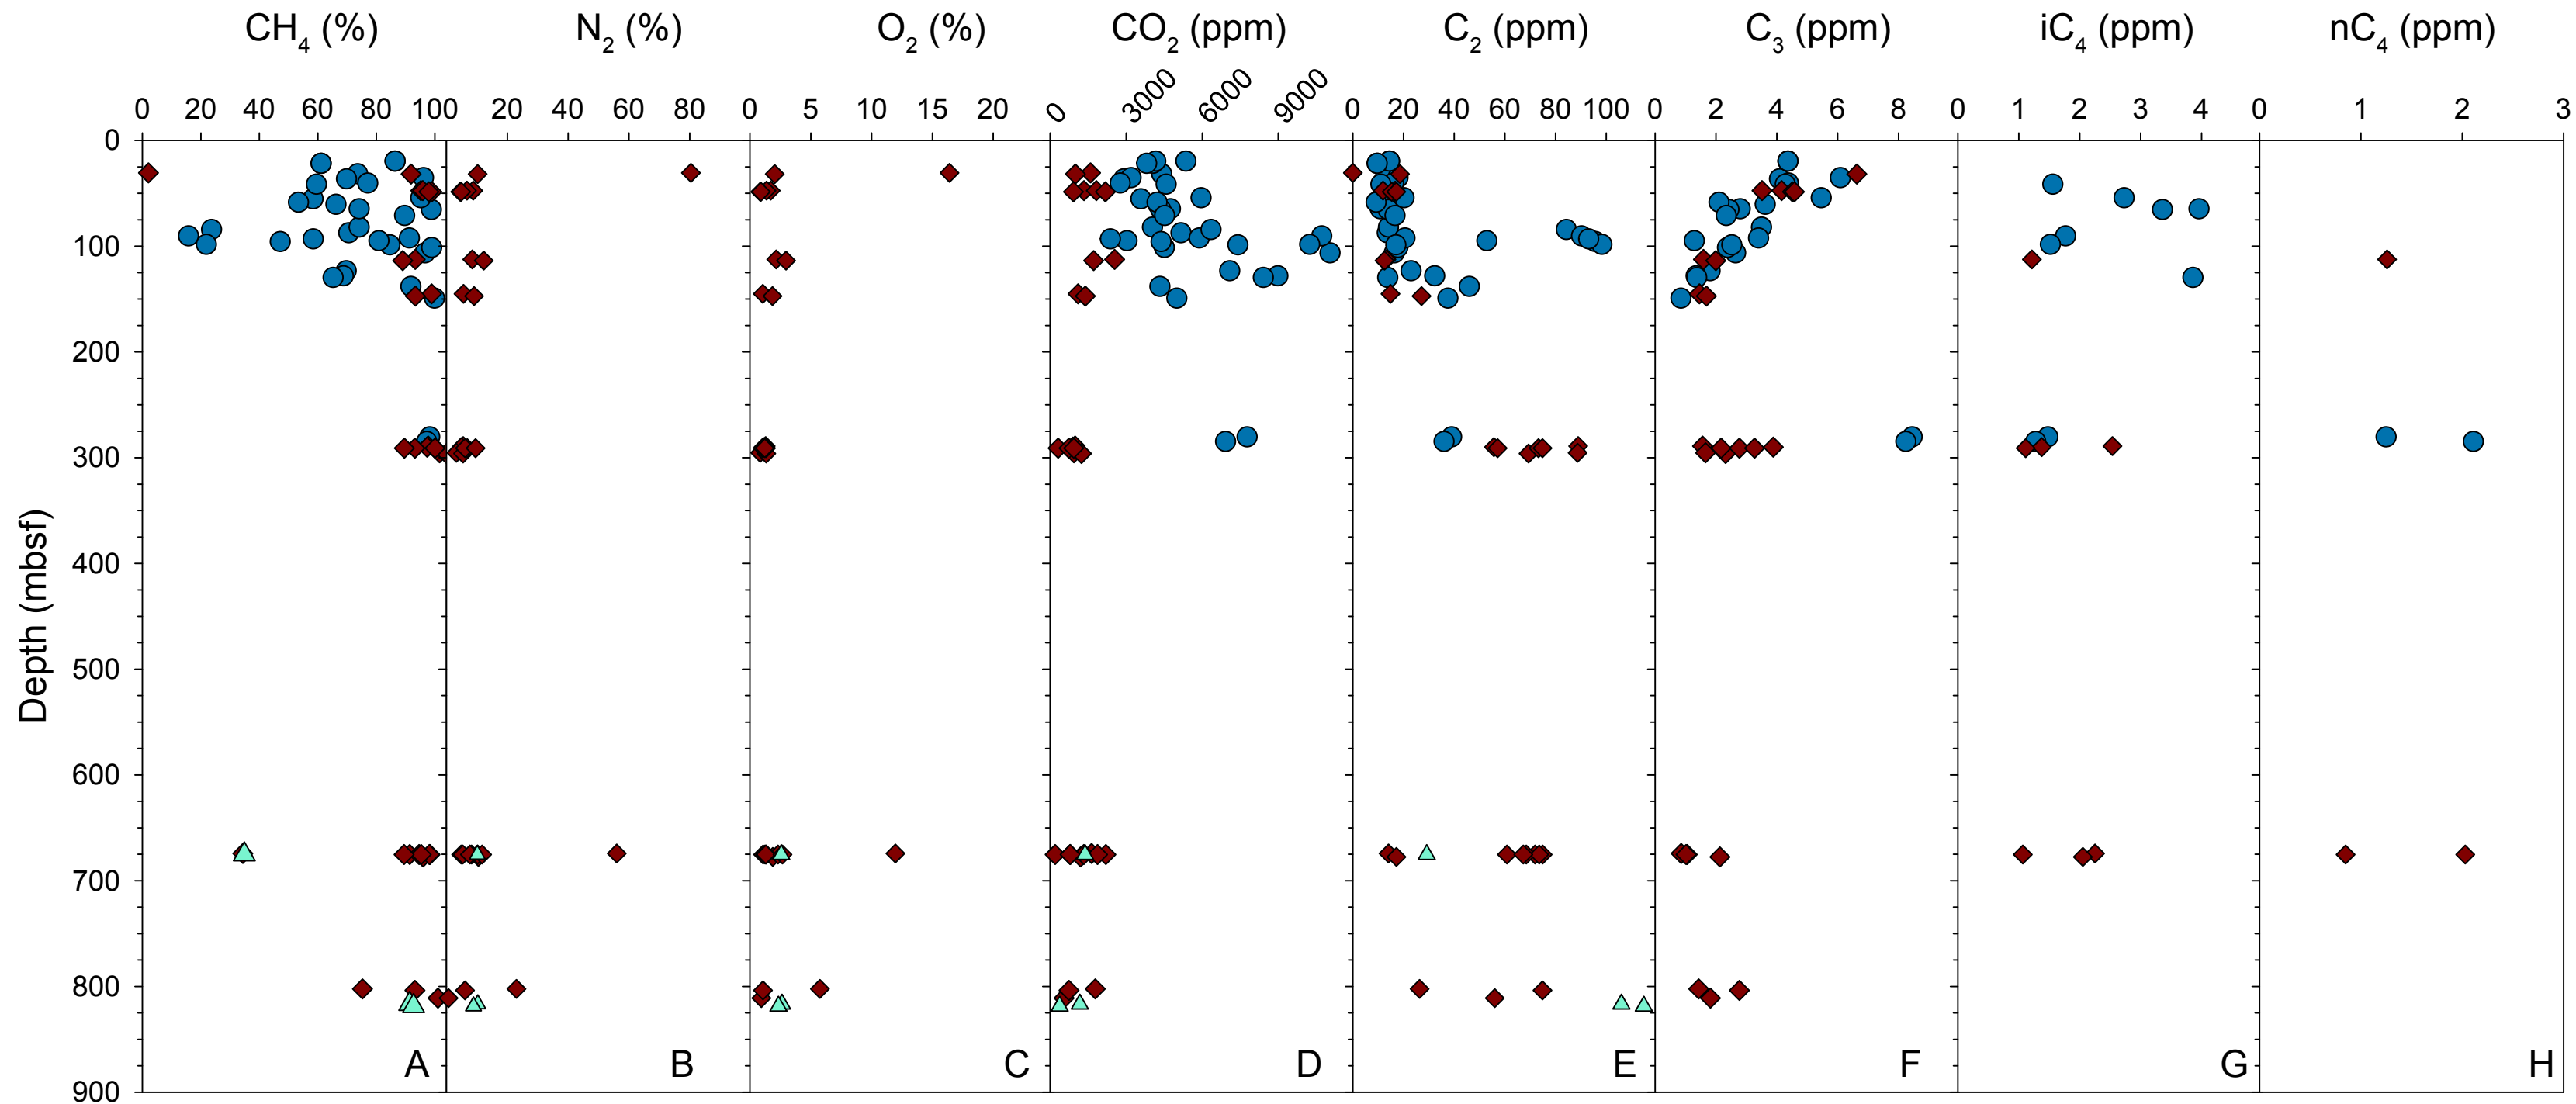 CH₄ (%) N₂ (%) O₂ (%) CO₂ (ppm) C₂ (ppm) C₃ (ppm) iC₄ (ppm) nC₄ (ppm)
0 20 40 60 80 100 0 20 40 60 80 0 5 10 15 20 0 3000 6000 9000 0 20 40 60 80 100 0 2 4 6 8 0 1 2 3 4 0 1 2 3
0
100
200
300
400
500
600
700
800
900
Depth (mbsf)
A B C D E F G H